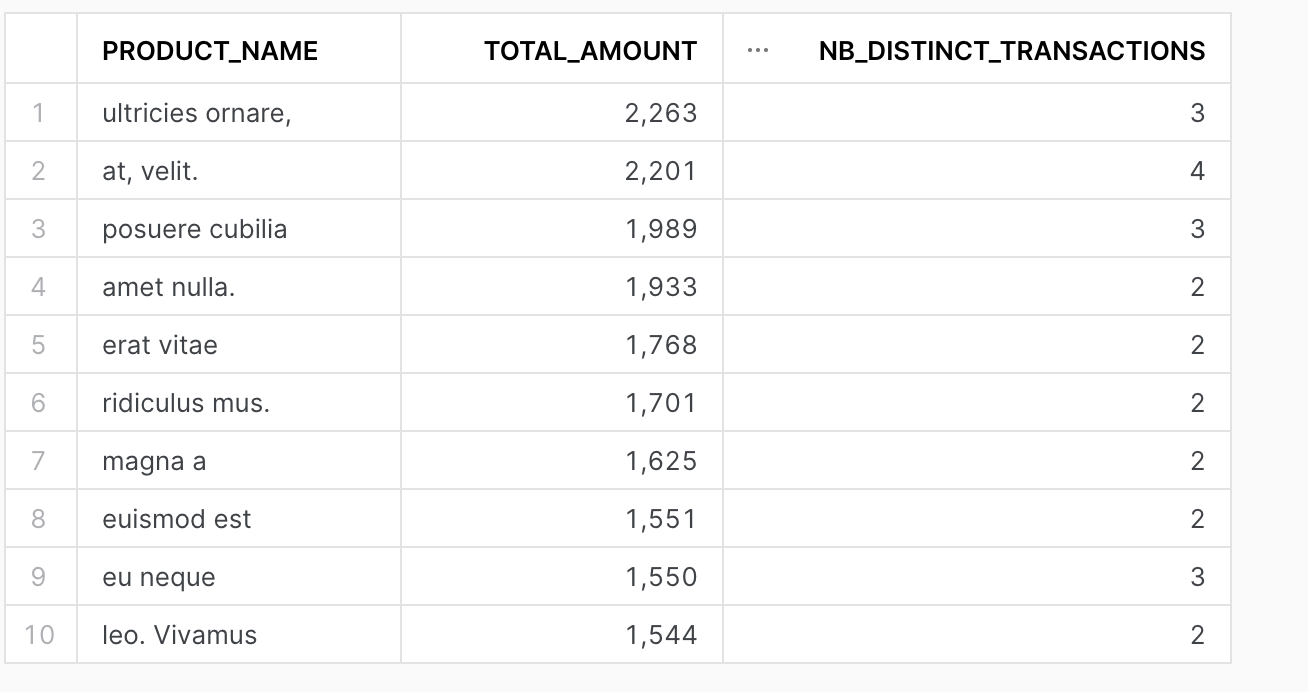 PRODUCT_NAME TOTAL_AMOUNT ... NB_DISTINCT_TRANSACTIONS
1 ultricies ornare, 2,263 3
2 at, velit. 2,201 4
3 posuere cubilia 1,989 3
4 amet nulla. 1,933 2
5 erat vitae 1,768 2
6 ridiculus mus. 1,701 2
7 magna a 1,625 2
8 euismod est 1,551 2
9 eu neque 1,550 3
10 leo. Vivamus 1,544 2